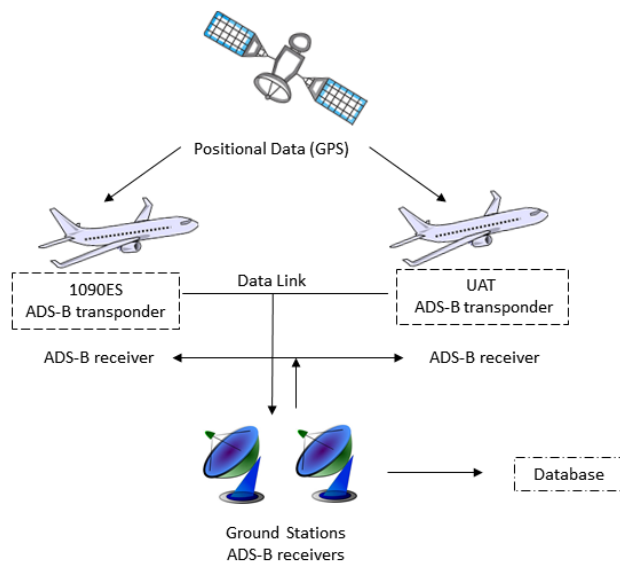 Positional Data (GPS)
1090ES
ADS-B transponder
Data Link
UAT
ADS-B transponder
ADS-B receiver
ADS-B receiver
Database
Ground Stations
ADS-B receivers